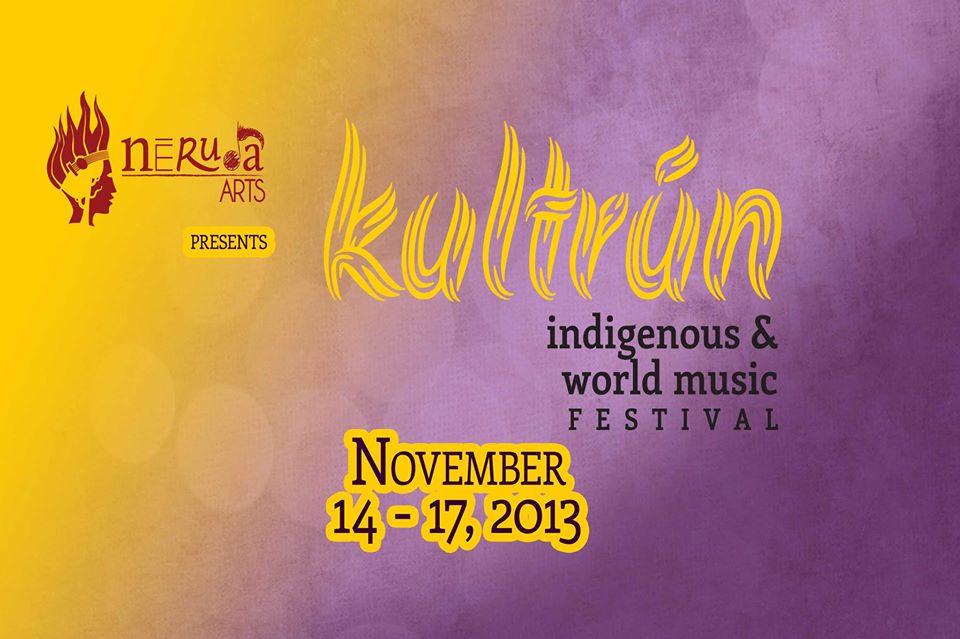 neruda
ARTS
PRESENTS
kultrún
indigenous &
world music
FESTIVAL
NOVEMBER
14 - 17, 2013